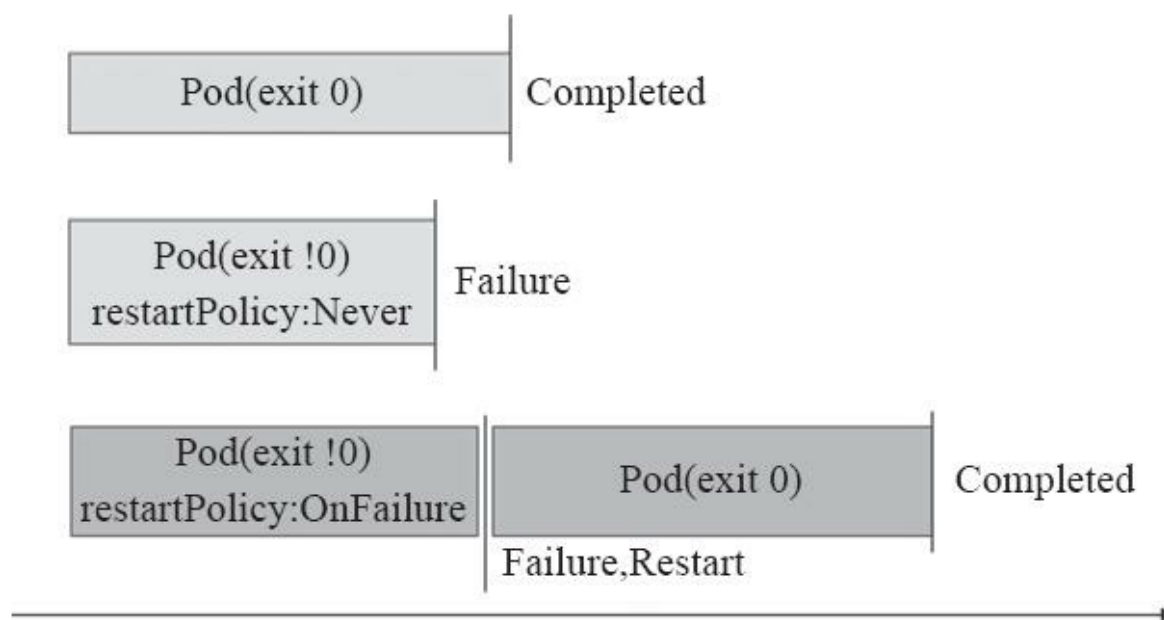 Pod(exit 0)
Completed
Pod(exit !0)
restartPolicy:Never
Failure
Pod(exit !0)
restartPolicy:OnFailure
Pod(exit 0)
Completed
Failure,Restart